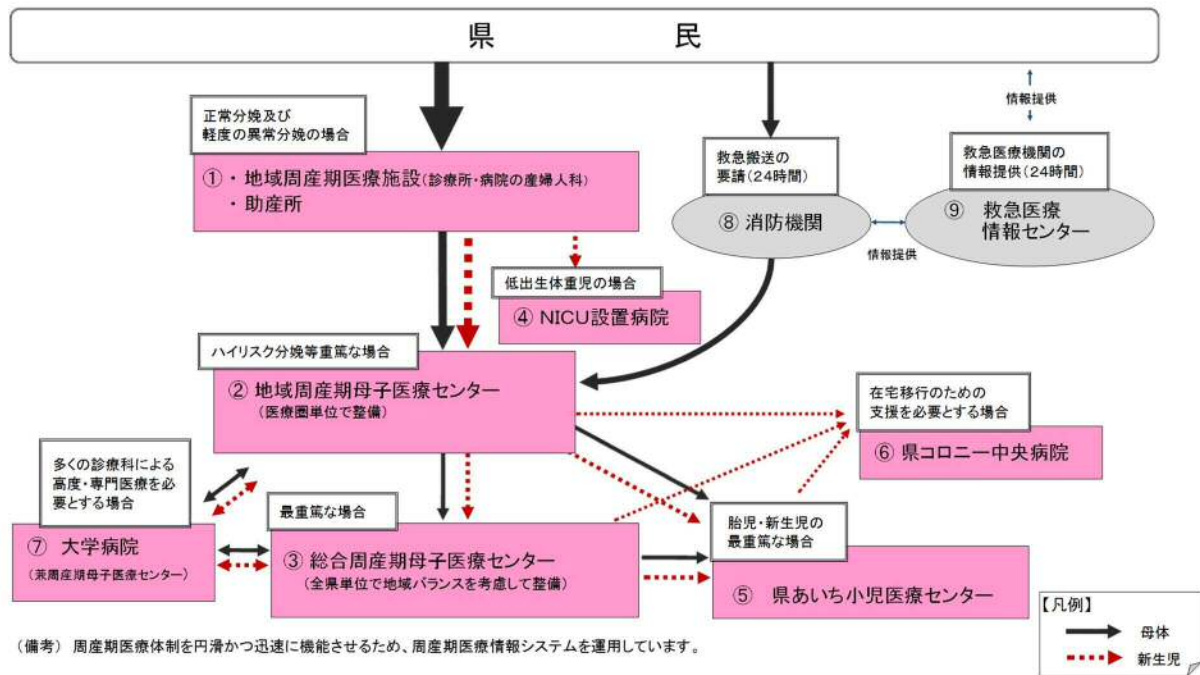 県　民
情報提供
正常分娩及び
軽度の異常分娩の場合
①・地域周産期医療施設(診療所・病院の産婦人科)
・助産所
救急搬送の
要請(24時間)
⑧ 消防機関
救急医療機関の
情報提供(24時間)
⑨ 救急医療
情報センター
情報提供
低出生体重児の場合
④ NICU設置病院
ハイリスク分娩等重篤な場合
② 地域周産期母子医療センター
(医療圏単位で整備)
在宅移行のための
支援を必要とする場合
⑥ 県コロニー中央病院
多くの診療科による
高度・専門医療を必
要とする場合
⑦ 大学病院
(兼周産期母子医療センター)
最重篤な場合
③ 総合周産期母子医療センター
(全県単位で地域バランスを考慮して整備)
胎児・新生児の
最重篤な場合
⑤ 県あいち小児医療センター
【凡例】
母体
新生児
(備考) 周産期医療体制を円滑かつ迅速に機能させるため、周産期医療情報システムを運用しています。